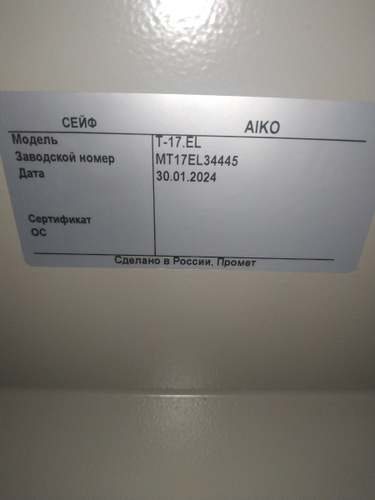 СЕЙФ AIKO
Модель T-17.EL
Заводской номер MT17EL34445
Дата 30.01.2024
Сертификат
ОС
Сделано в России, Промет